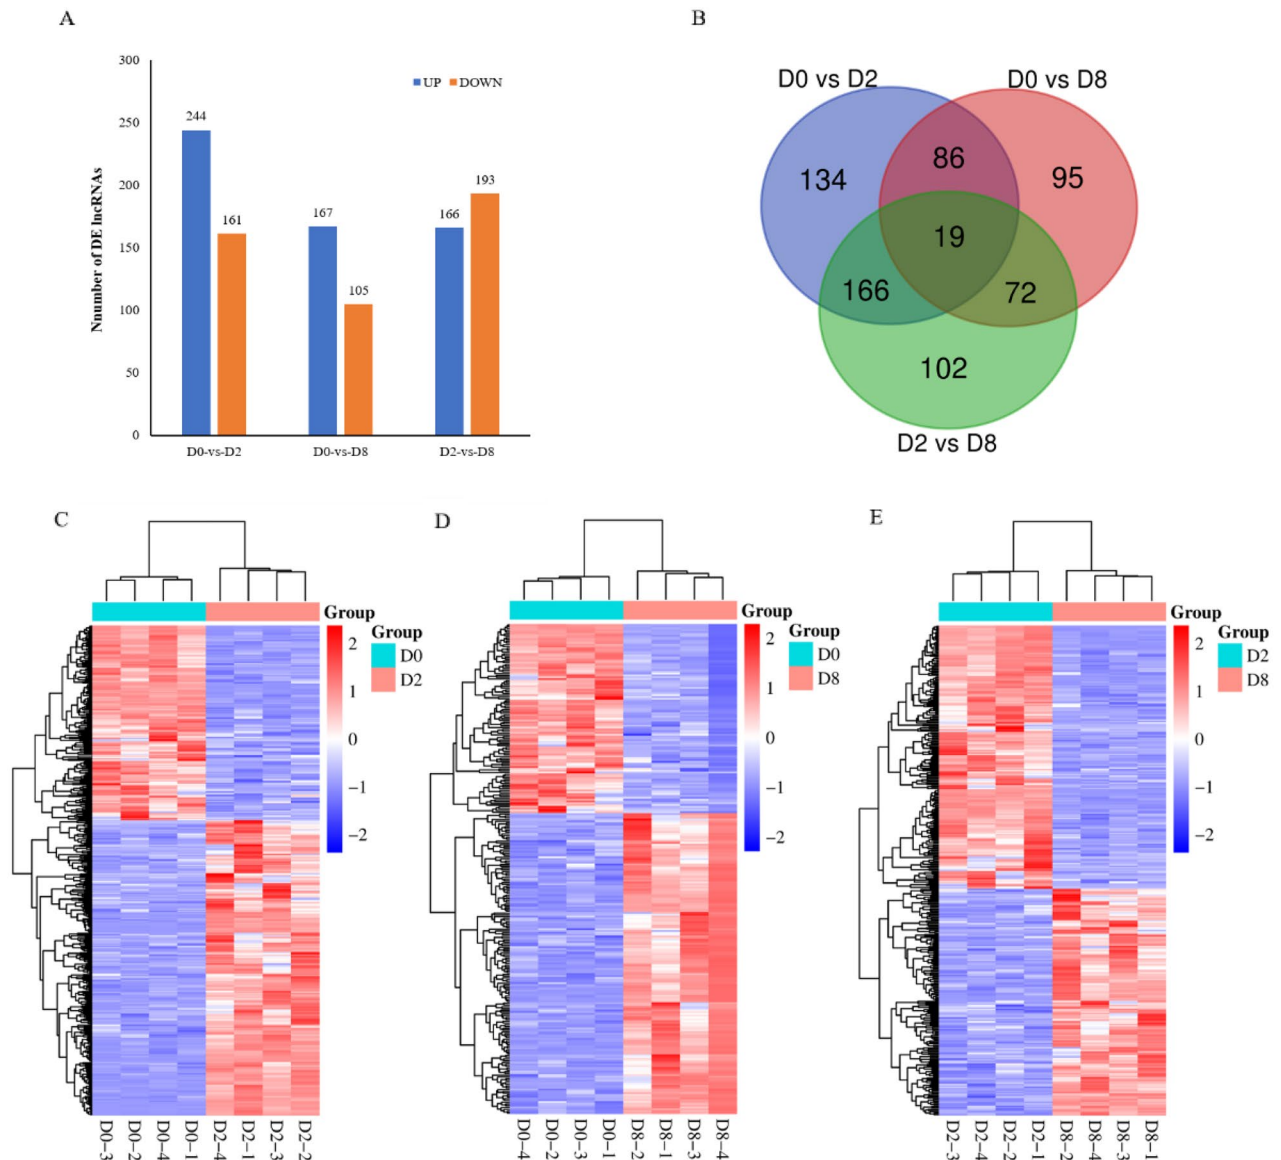 A
Nnumber of DE lncRNAs
300
250
200
150
100
50
0
UP DOWN
244
161
167
105
166
193
D0-vs-D2 D0-vs-D8 D2-vs-D8
B
D0 vs D2 D0 vs D8
134 86 95
19
166 72
102
D2 vs D8
C
Group
2
1
0
−1
−2
Group
D0
D2
D0−3
D0−2
D0−4
D0−1
D2−4
D2−1
D2−3
D2−2
D
Group
2
1
0
−1
−2
Group
D0
D8
D0−4
D0−2
D0−3
D0−1
D8−2
D8−1
D8−3
D8−4
E
Group
2
1
0
−1
−2
Group
D2
D8
D2−3
D2−4
D2−2
D2−1
D8−2
D8−4
D8−3
D8−1